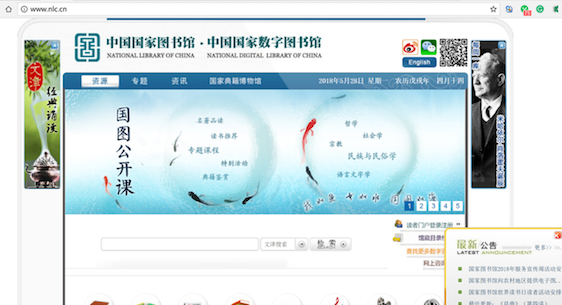 www.nlc.cn
中国国家图书馆·中国国家数字图书馆
NATIONAL LIBRARY OF CHINA NATIONAL DIGITAL LIBRARY OF CHINA
English
资源 专题 资讯 国家典籍博物馆 2018年5月28日 星期一 农历戊戌年 四月十四
文津
经典诵读
国图公开课
名著品读
读书推荐
专题课程
特别活动
典籍鉴赏
哲学
社会学
宗教
民族与民俗学
语言文字学
1 2 3 4 5
读者门户登录注册
馆藏目录
查找更多数字
网上咨
文津搜索 检索
最新公告 更多>>
LATEST ANNOUNCEMENT
国家图书馆2018年服务宣传周活动安
国家图书馆向农村地区提供电子图
国家图书馆世界读书日读者活动安排